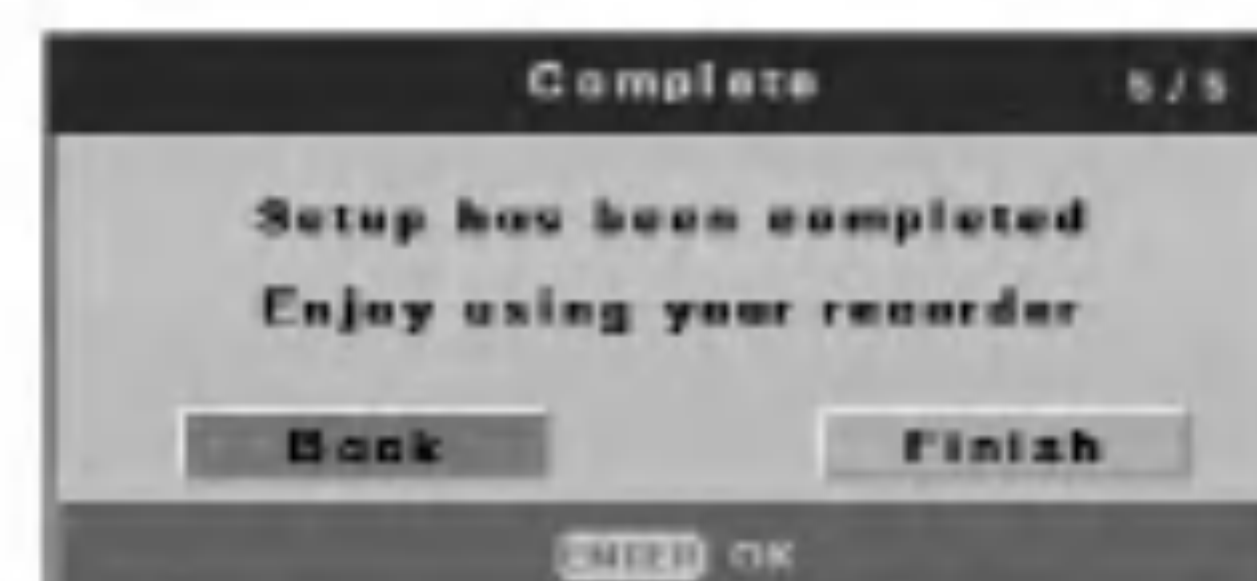 Complete 5/5
Setup has been completed
Enjoy using your recorder
Back Finish
ENTER OK